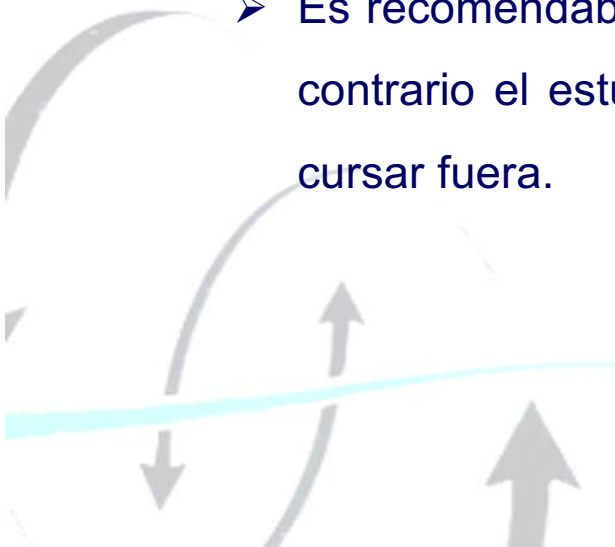 ➢ Es
contrario el
cursar fuera.